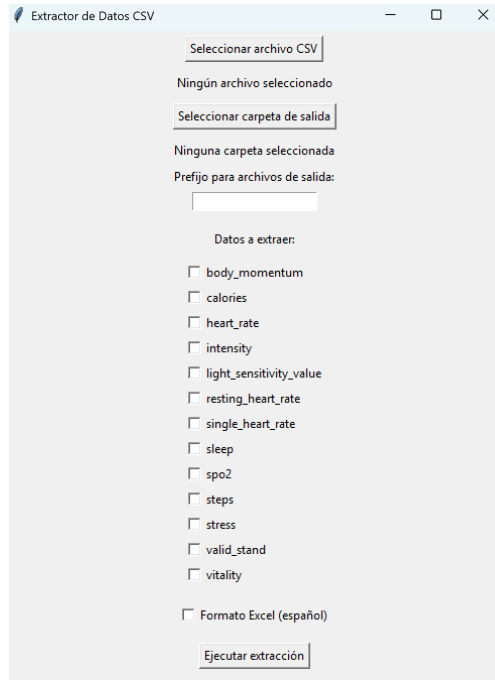 Extractor de Datos CSV
Seleccionar archivo CSV
Ningún archivo seleccionado
Seleccionar carpeta de salida
Ninguna carpeta seleccionada
Prefijo para archivos de salida:
Datos a extraer:
body_momentum
calories
heart_rate
intensity
light_sensitivity_value
resting_heart_rate
single_heart_rate
sleep
spo2
steps
stress
valid_stand
vitality
Formato Excel (español)
Ejecutar extracción